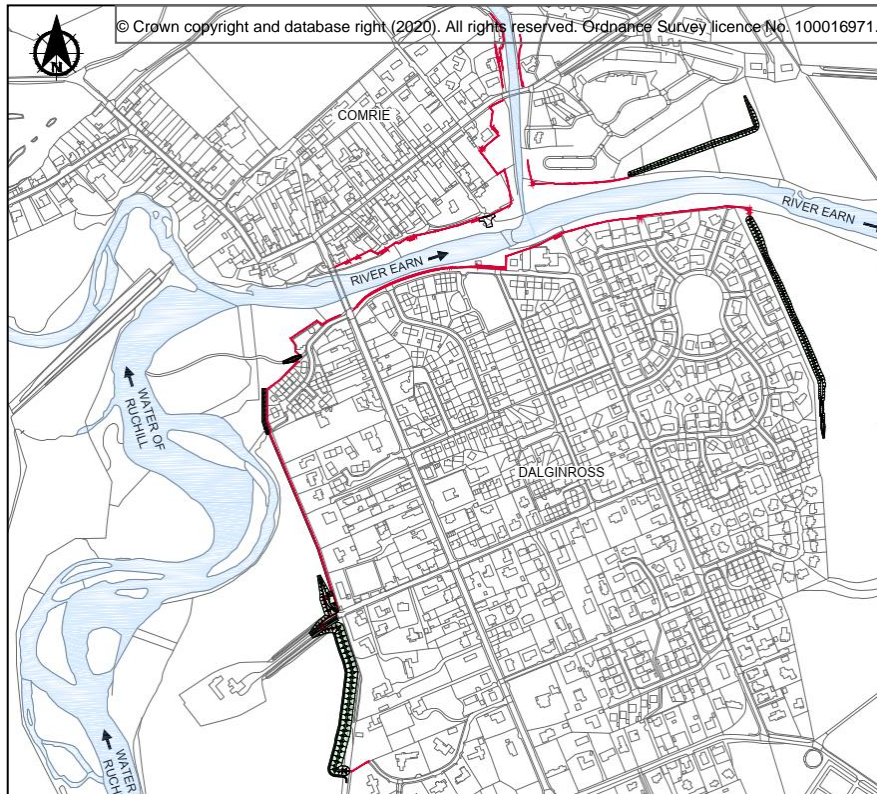 © Crown copyright and database right (2020). All rights reserved. Ordnance Survey licence No. 100016971.
N
COMRIE
RIVER EARN
RIVER EARN
WATER OF
RUCHILL
DALGINROSS
WATER
RUCH